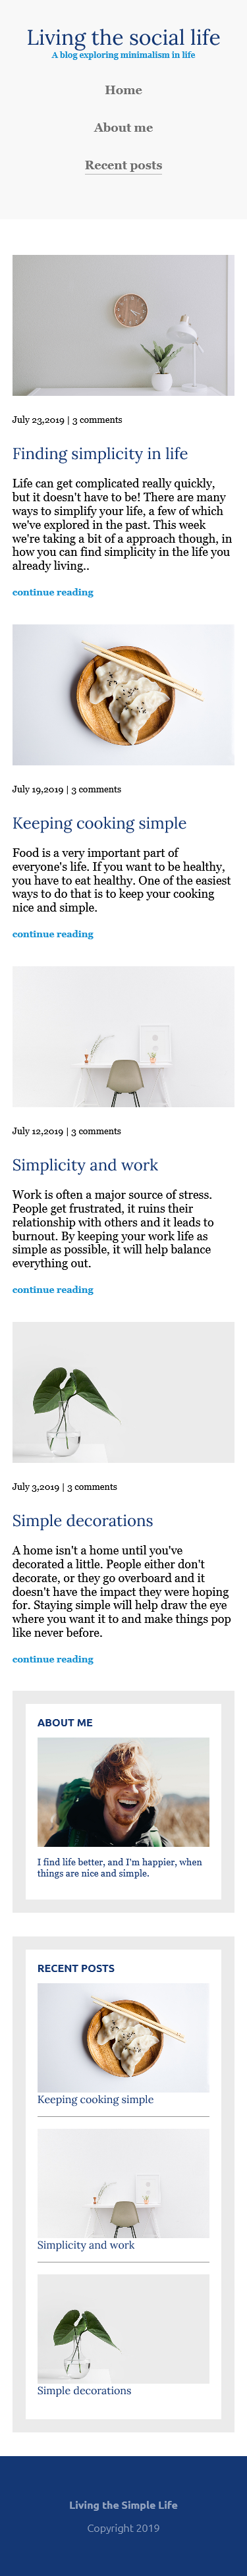 Living the social life
A blog exploring minimalism in life
Home
About me
Recent posts
July 23,2019 | 3 comments
Finding simplicity in life
Life can get complicated really quickly,
but it doesn't have to be! There are many
ways to simplify your life, a few of which
we've explored in the past. This week
we're taking a bit of a approach though, in
how you can find simplicity in the life you
already living..
continue reading
July 19,2019 | 3 comments
Keeping cooking simple
Food is a very important part of
everyone's life. If you want to be healthy,
you have to eat healthy. One of the easiest
ways to do that is to keep your cooking
nice and simple.
continue reading
July 12,2019 | 3 comments
Simplicity and work
Work is often a major source of stress.
People get frustrated, it ruins their
relationship with others and it leads to
burnout. By keeping your work life as
simple as possible, it will help balance
everything out.
continue reading
July 3,2019 | 3 comments
Simple decorations
A home isn't a home until you've
decorated a little. People either don't
decorate, or they go overboard and it
doesn't have the impact they were hoping
for. Staying simple will help draw the eye
where you want it to and make things pop
like never before.
continue reading
ABOUT ME
I find life better, and I'm happier, when
things are nice and simple.
RECENT POSTS
Keeping cooking simple
Simplicity and work
Simple decorations
Living the Simple Life
Copyright 2019